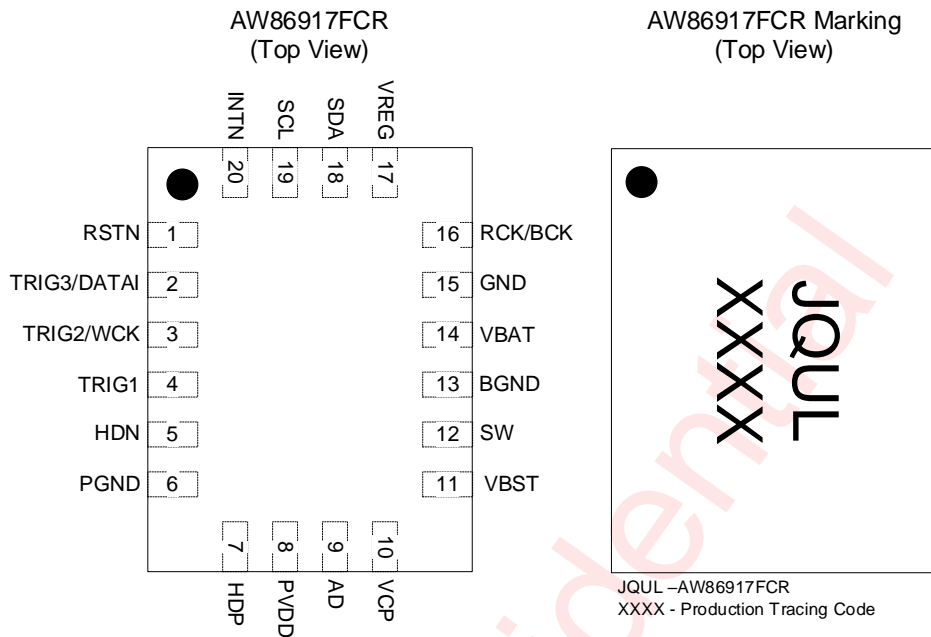 AW86917FCR
(Top View)
AW86917FCR Marking
(Top View)
INTN
SCL
SDA
VREG
20
19
18
17
RSTN 1
16 RCK/BCK
TRIG3/DATAI 2
15 GND
TRIG2/WCK 3
14 VBAT
TRIG1 4
13 BGND
HDN 5
12 SW
PGND 6
11 VBST
7
8
9
10
HDP
PVDD
AD
VCP
JQUL
XXXX
JQUL –AW86917FCR
XXXX - Production Tracing Code
idential